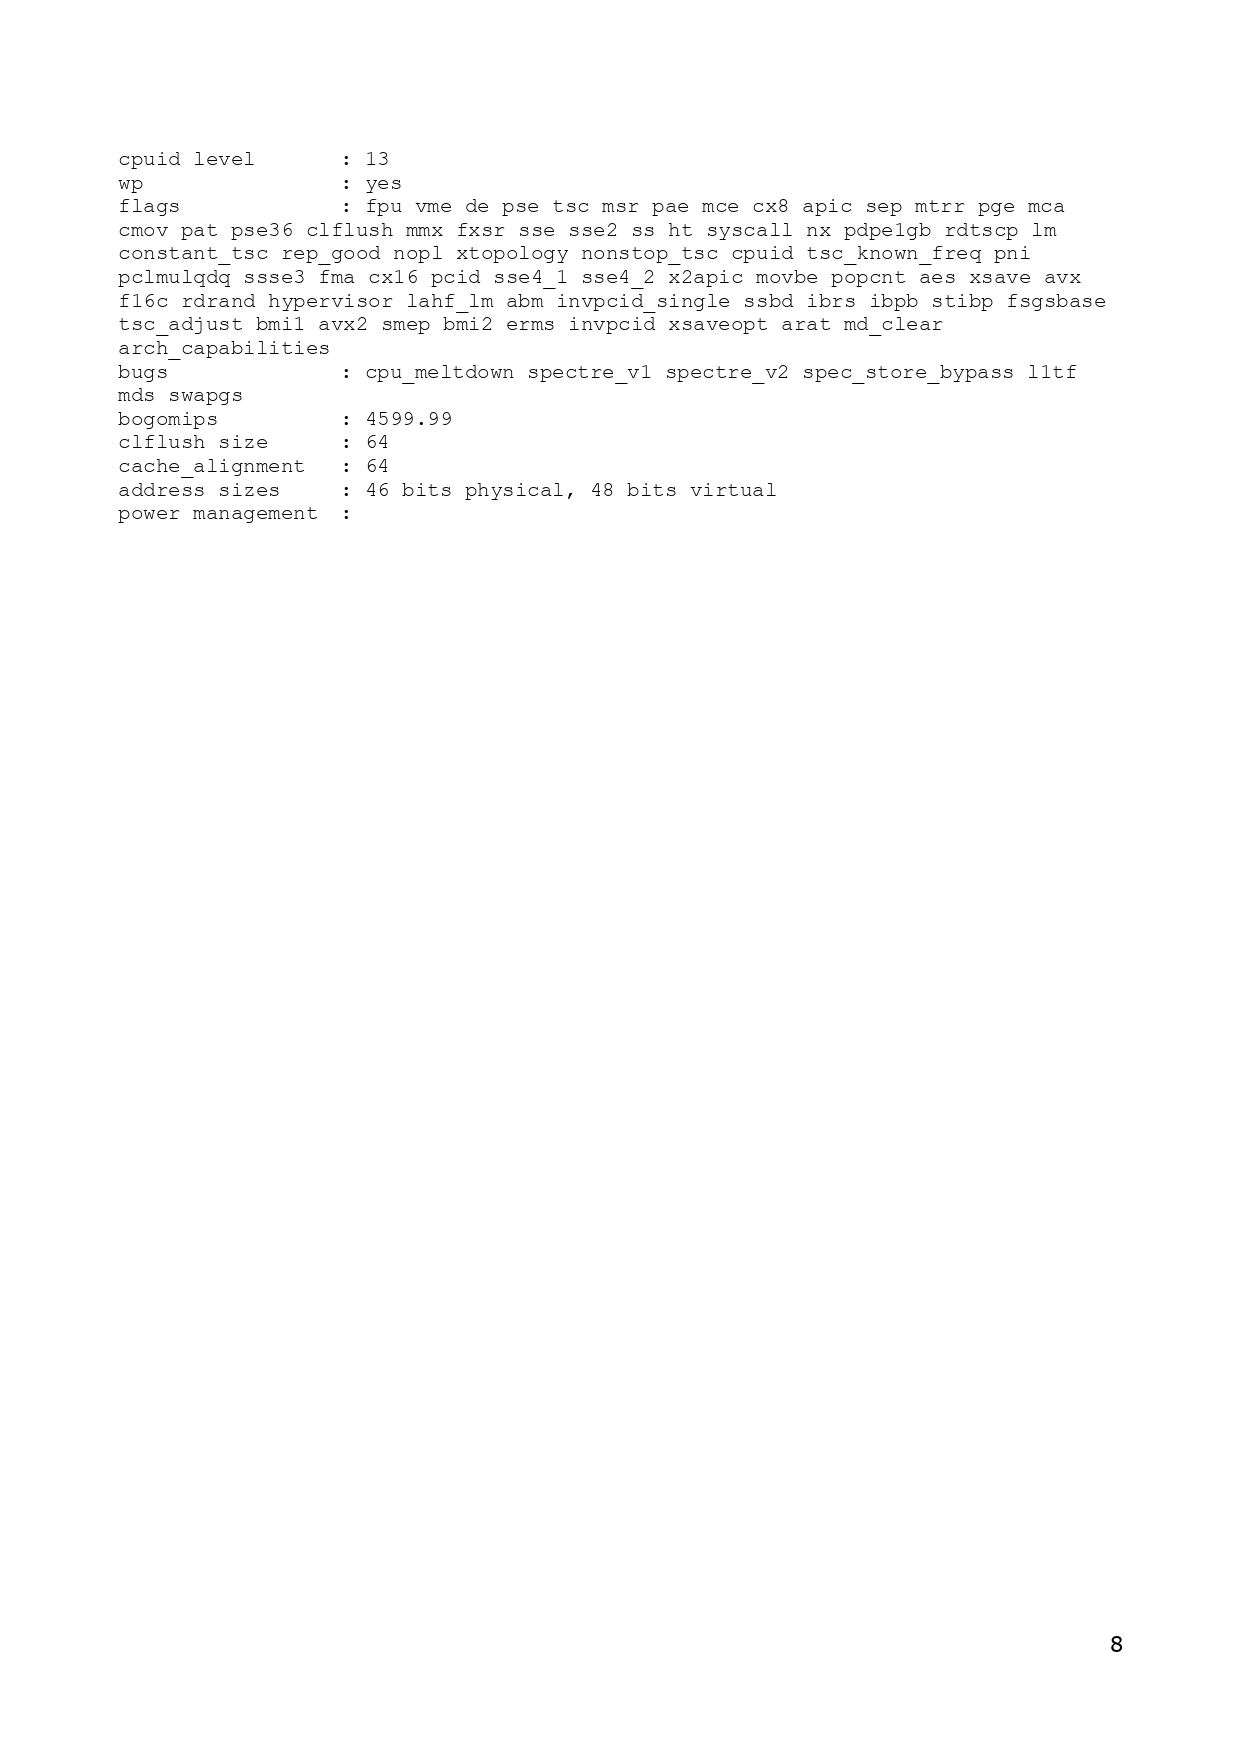 cpuid level : 13
wp : yes
flags : fpu vme de pse tsc msr pae mce cx8 apic sep mtrr pge mca
cmov pat pse36 clflush mmx fxsr sse sse2 ss ht syscall nx pdpe1gb rdtscp lm
constant_tsc rep_good nopl xtopology nonstop_tsc cpuid tsc_known_freq pni
pclmulqdq ssse3 fma cx16 pcid sse4_1 sse4_2 x2apic movbe popcnt aes xsave avx
f16c rdrand hypervisor lahf_lm abm invpcid_single ssbd ibrs ibpb stibp fsgsbase
tsc_adjust bmi1 avx2 smep bmi2 erms invpcid xsaveopt arat md_clear
arch_capabilities
bugs : cpu_meltdown spectre_v1 spectre_v2 spec_store_bypass l1tf
mds swapgs
bogomips : 4599.99
clflush size : 64
cache_alignment : 64
address sizes : 46 bits physical, 48 bits virtual
power management :
8